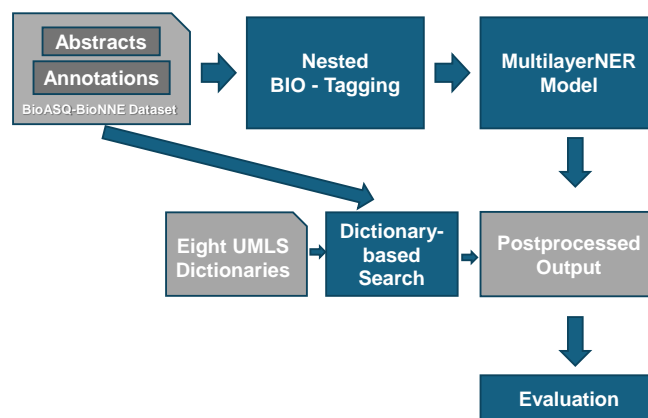 Abstracts
Annotations
BioASQ-BioNNE Dataset
Nested
BIO - Tagging
MultilayerNER
Model
Eight UMLS
Dictionaries
Dictionary-
based
Search
Postprocessed
Output
Evaluation